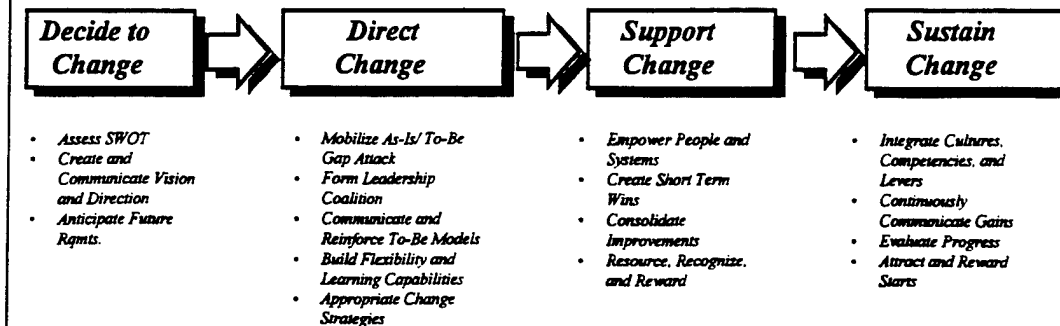 Decide to
Change
Direct
Change
Support
Change
Sustain
Change
• Assess SWOT
• Create and
Communicate Vision
and Direction
• Anticipate Future
Rqmts.
• Mobilize As-Is/ To-Be
Gap Attack
• Form Leadership
Coalition
• Communicate and
Reinforce To-Be Models
• Build Flexibility and
Learning Capabilities
• Appropriate Change
Strategies
• Empower People and
Systems
• Create Short Term
Wins
• Consolidate
Improvements
• Resource, Recognize,
and Reward
• Integrate Cultures,
Competencies, and
Levers
• Continuously
Communicate Gains
• Evaluate Progress
• Attract and Reward
Starts